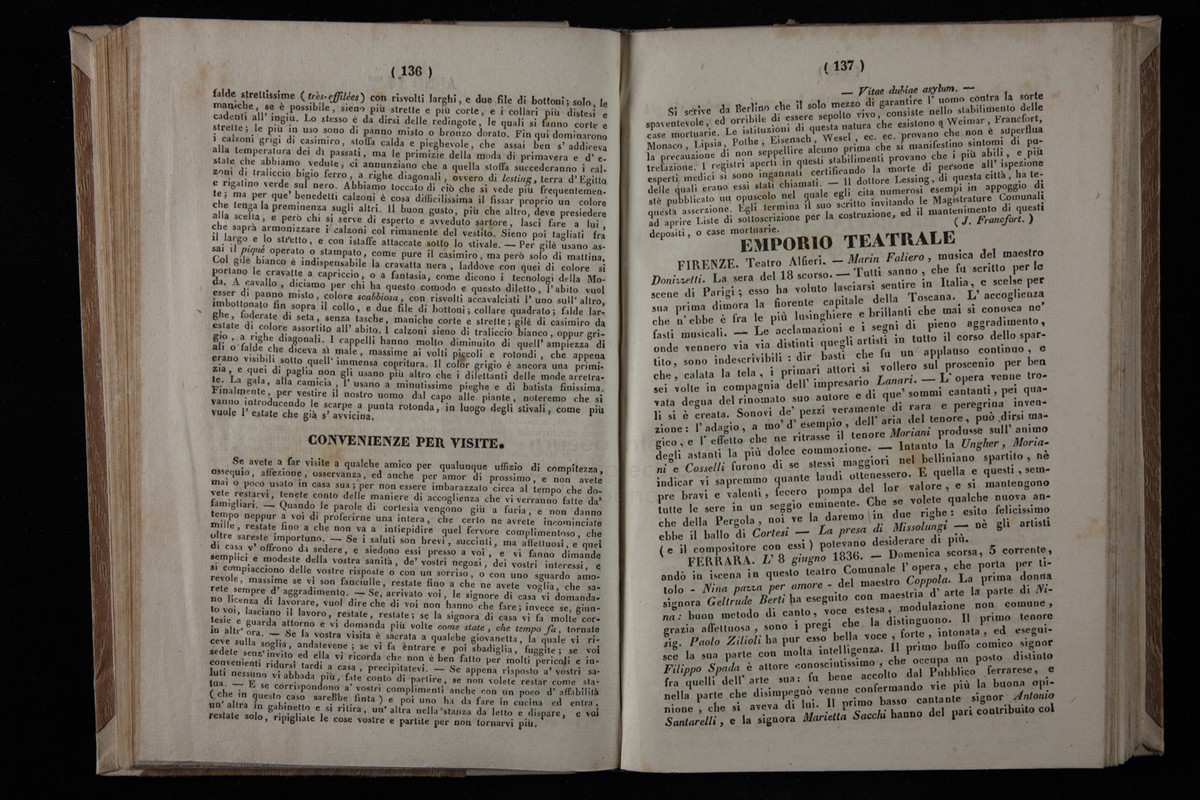 ( 136 )
falde strettissime ( très-effilées ) con risvolti larghi, e due file di bottoni; solo, le
maniche, se è possibile, sieno più strette e più corte, e i collari più distesi e
cadenti all' ingiu. Lo stesso è da dirsi delle redingote, le quali si fanno corte e
strette; le più in uso sono di panno misto o bronzo dorato. Fin qui dominarono
i calzoni grigi di casimiro, stoffa calda e pieghevole, che assai ben s' addiceva
alla temperatura dei dì passati, ma le primizie della moda di primavera e d' e-
state che abbiamo vedute, ci annunziano che a quella stoffa succederanno i cal-
zoni di traliccio bigio ferro, a righe diagonali, ovvero di testing, terra d' Egitto
e rigatino verde sul nero. Abbiamo toccato di ciò che si vede più frequentemen-
te; ma per que' benedetti calzoni è cosa difficilissima il fissar proprio un colore
che tenga la preminenza sugli altri. Il buon gusto, più che altro, deve presiedere
alla scelta, e però chi si serve di esperto e avveduto sartore, lasci fare a lui,
che saprà armonizzare i calzoni col rimanente del vestito. Sieno poi tagliati fra
il largo e lo stretto, e con istaffe attaccate sotto lo stivale. — Per gilè usano as-
sai il piqué operato o stampato, come pure il casimiro, ma però solo di mattina.
Col gilè bianco è indispensabile la cravatta nera, laddove con quei di colore si
portano le cravatte a capriccio, o a fantasia, come dicono i tecnologi della Mo-
da. A cavallo, diciamo per chi ha questo comodo e questo diletto, l' abito vuol
esser di panno misto, colore scabbiosa, con risvolti accavalciati l' uno sull' altro,
imbottonato fin sopra il collo, e due file di bottoni; collare quadrato; falde lar-
ghe, foderate di seta, senza tasche, maniche corte e strette; gilè di casimiro da
estate di colore assortito all' abito. I calzoni sieno di traliccio bianco, oppur gri-
gio, a righe diagonali. I cappelli hanno molto diminuito di quell' ampiezza di
ali o falde che diceva sì male, massime ai volti piccoli e rotondi, che appena
erano visibili sotto quell' immensa copritura. Il color grigio è ancora una primi-
zia, e quei di paglia non gli usano più altro che i dilettanti delle mode arretra-
te. La gala, alla camicia, l' usano a minutissime pieghe e di batista finissima.
Finalmente, per vestire il nostro uomo dal capo alle piante, noteremo che si
vanno introducendo le scarpe a punta rotonda, in luogo degli stivali, come più
vuole l' estate che già s' avvicina.
CONVENIENZE PER VISITE.
Se avete a far visite a qualche amico per qualunque uffizio di compitezza,
ossequio, affezione, osservanza, ed anche per amor di prossimo, e non avete
mai o poco usato in casa sua; per non essere imbarazzato circa al tempo che do-
vete restarvi, tenete conto delle maniere di accoglienza che vi verranno fatte da'
famigliari. — Quando le parole di cortesia vengono giù a furia, e non danno
tempo neppur a voi di proferirne una intera, che certo ne avrete incominciate
mille, restate fino a che non va a intiepidire quel fervore complimentoso, che
oltre sareste importuno. — Se i saluti son brevi, succinti, ma affettuosi, e quel
di casa v' offrono da sedere, e siedono essi presso a voi, e vi fanno dimande
semplici e modeste della vostra sanità, de' vostri negozi, dei vostri interessi, e
si compiacciono delle vostre risposte o con un sorriso, o con uno sguardo amo-
revole, massime se vi son fanciulle, restate fino a che ne avete voglia, che sa-
rete sempre d' aggradimento. — Se, arrivato voi, le signore di casa vi domanda-
no licenza di lavorare, vuol dire che di voi non hanno che fare; invece se, giun-
to voi, lasciano il lavoro, restate, restate; se la signora di casa vi fa molte cor-
tesie e guarda attorno e vi domanda più volte come state, che tempo fa, tornate
in altr' ora. — Se la vostra visita è sacrata a qualche giovanetta, la quale vi ri-
ceve sulla soglia, andatevene; se vi fa entrare e poi sbadiglia, fuggite; se voi
sedete senz' invito ed ella vi ricorda che non è ben fatto per molti pericoli e in-
convenienti ridursi tardi a casa, precipitatevi. — Se appena risposto a' vostri sa-
luti nessuno vi abbada più, fate conto di partire, se non volete restar come sta-
tua. — E se corrispondono a' vostri complimenti anche con un poco d' affabilità
( che in questo caso sarebbe finta ) e poi uno ha da fare in cucina ed entra,
un' altra in gabinetto e si ritira, un' altra nella stanza da letto e dispare, e voi
restate solo, ripigliate le cose vostre e partite per non tornarvi più.
( 137 )
— Vitae dubiae asylum. —
Si scrive da Berlino che il solo mezzo di garantire l' uomo contra la sorte
spaventevole, ed orribile di essere sepolto vivo, consiste nello stabilimento delle
case mortuarie. Le istituzioni di questa natura che esistono a Weimar, Francfort,
Monaco, Lipsia, Pothe, Eisenach, Wesel, ec. ec. provano che non è superflua
la precauzione di non seppellire alcuno prima che si manifestino sintomi di pu-
trefazione. I registri aperti in questi stabilimenti provano che i più abili, e più
esperti medici si sono ingannati certificando la morte di persone all' ispezione
delle quali erano essi stati chiamati. — Il dottore Lessing, di questa città, ha te-
stè pubblicato un opuscolo nel quale egli cita numerosi esempi in appoggio di
questa asserzione. Egli termina il suo scritto invitando le Magistrature Comunali
ad aprire Liste di sottoscrizione per la costruzione, ed il mantenimento di questi
depositi, o case mortuarie. ( J. Francfort. )
EMPORIO TEATRALE
FIRENZE. Teatro Alfieri. — Marin Faliero, musica del maestro
Donizzetti. La sera del 18 scorso. — Tutti sanno, che fu scritto per le
scene di Parigi; esso ha voluto lasciarsi sentire in Italia, e scelse per
sua prima dimora la fiorente capitale della Toscana. L' accoglienza
che n' ebbe è fra le più lusinghiere e brillanti che mai si conosca ne'
fasti musicali. — Le acclamazioni e i segni di pieno aggradimento,
onde vennero via via distinti quegli artisti in tutto il corso dello spar-
tito, sono indescrivibili : dir basti che fu un applauso continuo, e
che, calata la tela, i primari attori si vollero sul proscenio per ben
sei volte in compagnia dell' impresario Lanari. — L' opera venne tro-
vata degua del rinomato suo autore e di que' sommi cantanti, pei qua-
li si è creata. Sonovi de' pezzi veramente di rara e peregrina inven-
zione : l' adagio, a mo' d' esempio, dell' aria del tenore, può dirsi ma-
gico, e l' effetto che ne ritrasse il tenore Moriani produsse sull' animo
degli astanti la più dolce commozione. — Intanto la Ungher, Moria-
ni e Cosselli furono di se stessi maggiori nel belliniano spartito, nè
indicar vi sapremmo quante laudi ottenessero. E quella e questi, sem-
pre bravi e valenti, fecero pompa del lor valore, e si mantengono
tutte le sere in un seggio eminente. Che se volete qualche nuova an-
che della Pergola, noi ve la daremo in due righe : esito felicissimo
ebbe il ballo di Cortesi — La presa di Missolungi — nè gli artisti
( e il compositore con essi ) potevano desiderare di più.
FERRARA. L' 8 giugno 1836. — Domenica scorsa, 5 corrente,
andò in iscena in questo teatro Comunale l' opera, che porta per ti-
tolo - Nina pazza per amore - del maestro Coppola. La prima donna
signora Geltrude Berti ha eseguito con maestria d' arte la parte di Ni-
na : buon metodo di canto, voce estesa, modulazione non comune,
grazia affettuosa, sono i pregi che la distinguono. Il primo tenore
sig. Paolo Zilioli ha pur esso bella voce, forte, intonata, ed esegui-
sce la sua parte con molta intelligenza. Il primo buffo comico signor
Filippo Spada è attore conosciutissimo, che occupa un posto distinto
fra quelli dell' arte sua : fu bene accolto dal Pubblico ferrarese, e
nella parte che disimpegnò venne confermando vie più la buona opi-
nione, che si aveva di lui. Il primo basso cantante signor Antonio
Santarelli, e la signora Marietta Sacchi hanno del pari contribuito col